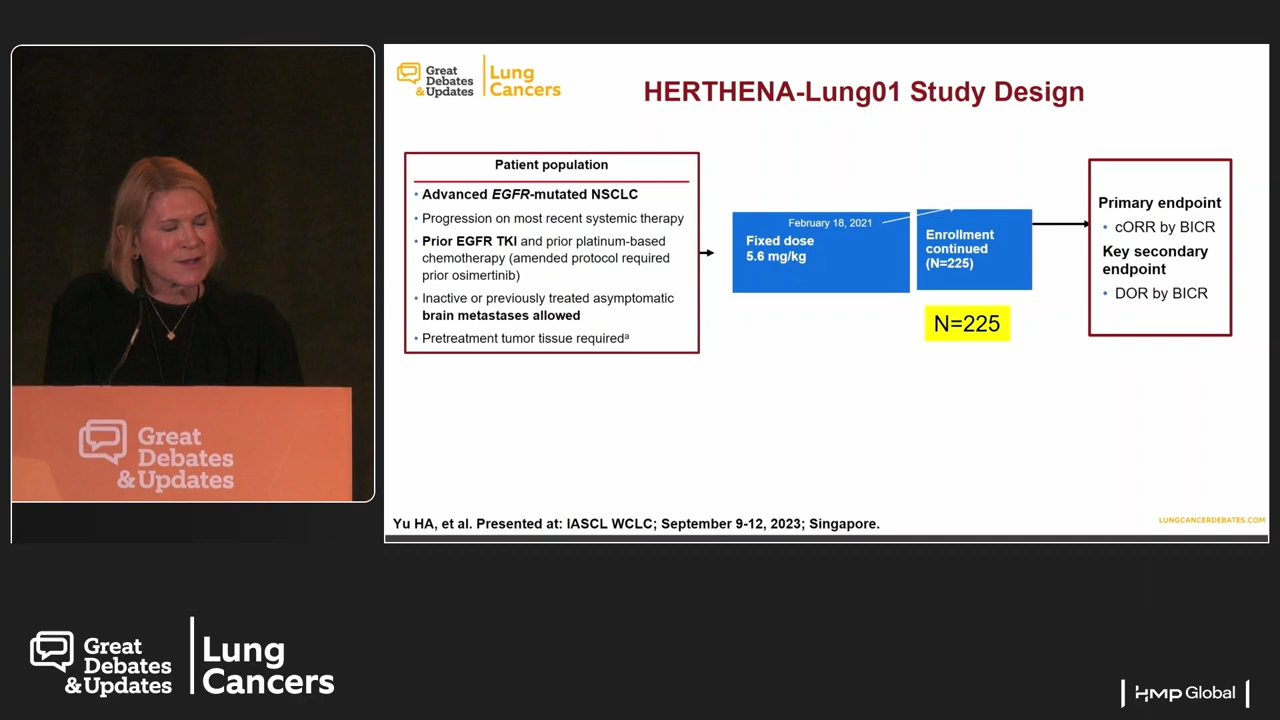 Great
Debates
&Updates
Lung
Cancers
HERTHENA-Lung01 Study Design
Patient population
• Advanced EGFR-mutated NSCLC
• Progression on most recent systemic therapy
• Prior EGFR TKI and prior platinum-based
chemotherapy (amended protocol required
prior osimertinib)
• Inactive or previously treated asymptomatic
brain metastases allowed
• Pretreatment tumor tissue requiredᵃ
February 18, 2021
Fixed dose
5.6 mg/kg
Enrollment
continued
(N=225)
N=225
Primary endpoint
• cORR by BICR
Key secondary
endpoint
• DOR by BICR
Yu HA, et al. Presented at: IASCL WCLC; September 9-12, 2023; Singapore.
LUNGCANCERDEBATES.COM
Great
Debates
&Updates
Great
Debates
&Updates
Lung
Cancers
HMP Global